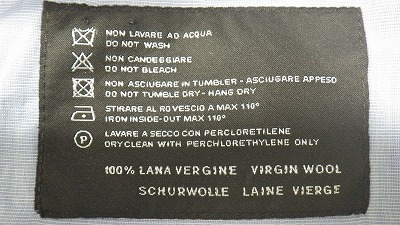 NON LAVARE AD ACQUA
DO NOT WASH
NON CANDEGGIARE
DO NOT BLEACH
NON ASCIUGARE IN TUMBLER - ASCIUGARE APPESO
DO NOT TUMBLE DRY - HANG DRY
STIRARE AL ROVESCIO A MAX 110°
IRON INSIDE-OUT MAX 110°
P
LAVARE A SECCO CON PERCLORETILENE
DRYCLEAN WITH PERCHLORETHYLENE ONLY
100% LANA VERGINE VIRGIN WOOL
SCHURWOLLE LAINE VIERGE